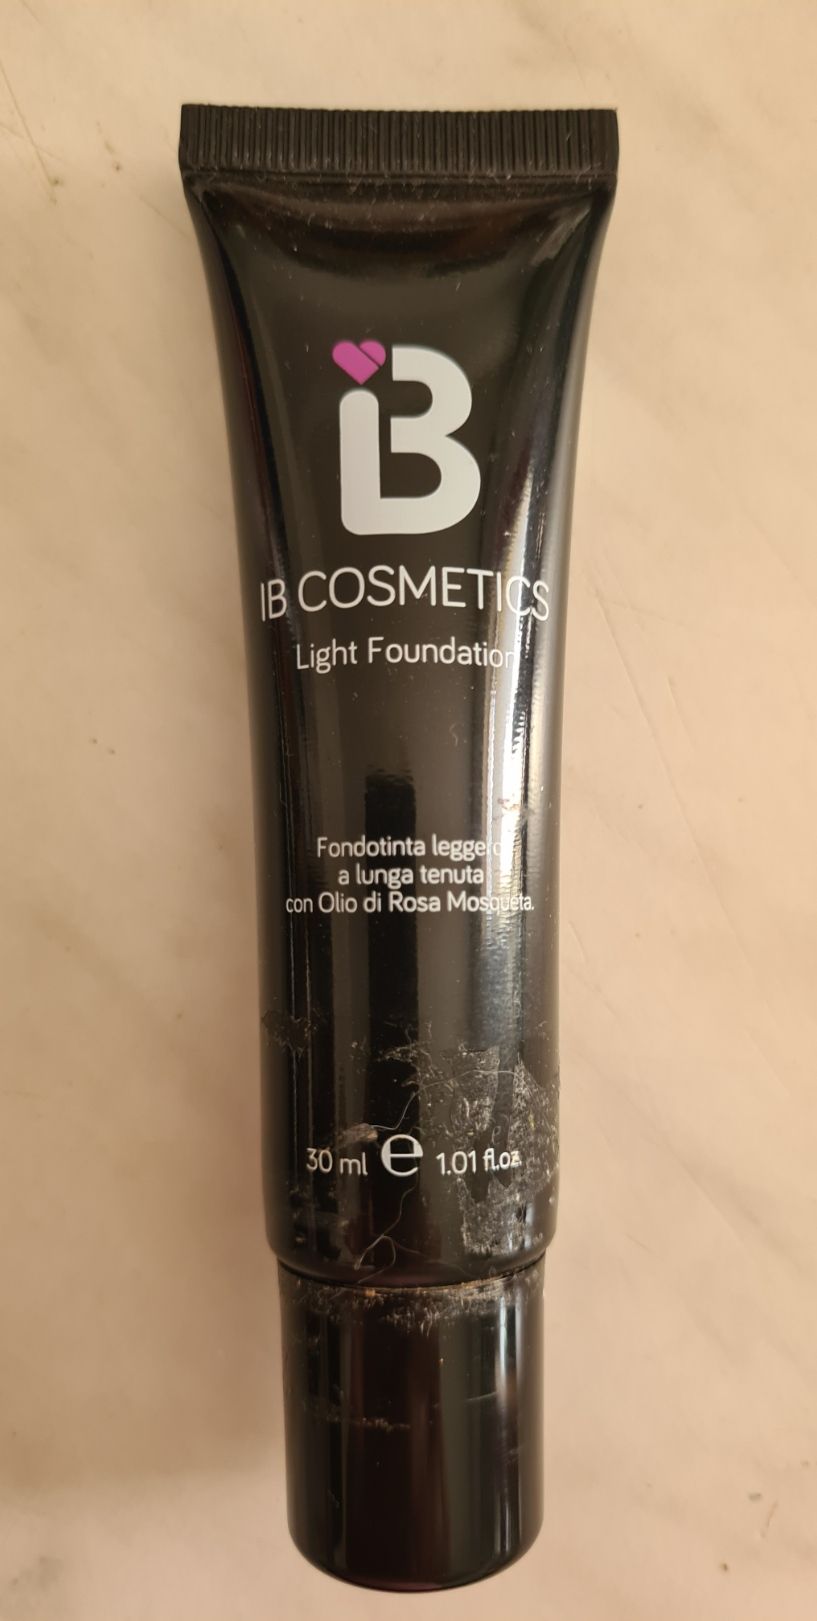 iB
IB COSMETICS
Light Foundation
Fondotinta leggero
a lunga tenuta
con Olio di Rosa Mosqueta.
30 ml e 1.01 fl.oz.